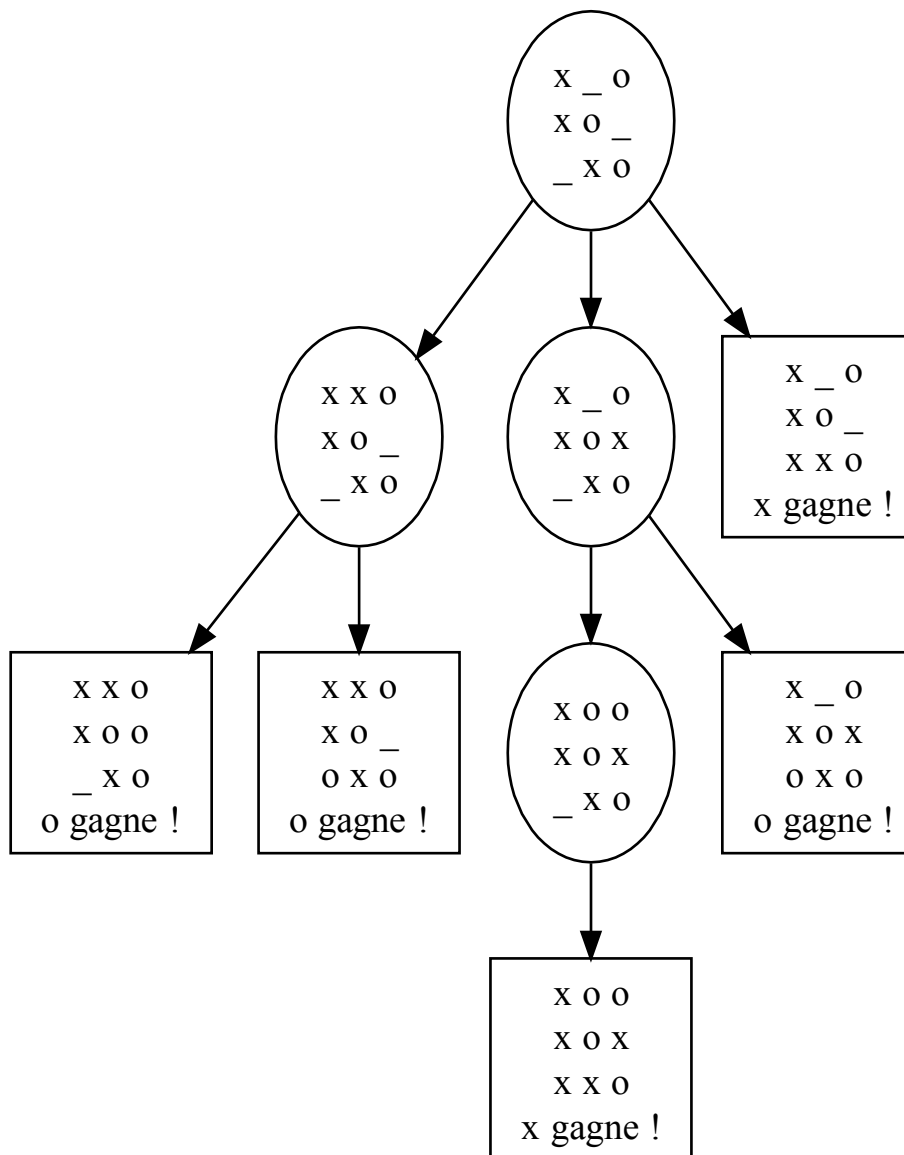 x _ o
x o _
_ x o
x x o
x o _
_ x o
x _ o
x o x
_ x o
x _ o
x o _
x x o
x gagne !
x x o
x o o
_ x o
o gagne !
x x o
x o _
o x o
o gagne !
x o o
x o x
_ x o
x _ o
x o x
o x o
o gagne !
x o o
x o x
x x o
x gagne !